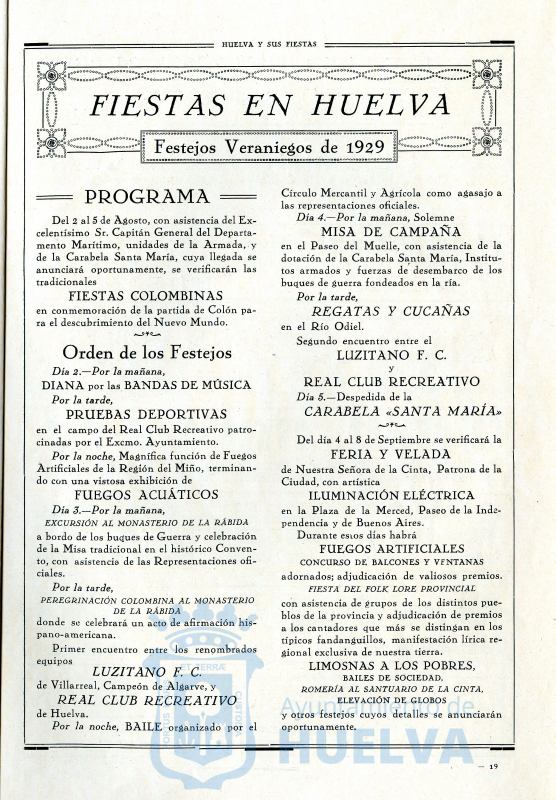 HUELVA Y SUS FIESTAS
FIESTAS EN HUELVA
Festejos Veraniegos de 1929
PROGRAMA
Del 2 al 5 de Agosto, con asistencia del Ex-
celentísimo Sr. Capitán General del Departa-
mento Marítimo, unidades de la Armada, y
de la Carabela Santa María, cuya llegada se
anunciará oportunamente, se verificarán las
tradicionales
FIESTAS COLOMBINAS
en conmemoración de la partida de Colón pa-
ra el descubrimiento del Nuevo Mundo.
Orden de los Festejos
Día 2.—Por la mañana,
DIANA por las BANDAS DE MÚSICA
Por la tarde,
PRUEBAS DEPORTIVAS
en el campo del Real Club Recreativo patro-
cinadas por el Excmo. Ayuntamiento.
Por la noche, Magnífica función de Fuegos
Artificiales de la Región del Miño, terminan-
do con una vistosa exhibición de
FUEGOS ACUÁTICOS
Día 3.—Por la mañana,
EXCURSIÓN AL MONASTERIO DE LA RÁBIDA
a bordo de los buques de Guerra y celebración
de la Misa tradicional en el histórico Conven-
to, con asistencia de las Representaciones ofi-
ciales.
Por la tarde,
PEREGRINACIÓN COLOMBINA AL MONASTERIO
DE LA RÁBIDA
donde se celebrará un acto de afirmación his-
pano-americana.
Primer encuentro entre los renombrados
equipos
LUZITANO F. C.
de Villarreal, Campeón de Algarve, y
REAL CLUB RECREATIVO
de Huelva.
Por la noche, BAILE organizado por el
Círculo Mercantil y Agrícola como agasajo a
las representaciones oficiales.
Día 4.—Por la mañana, Solemne
MISA DE CAMPAÑA
en el Paseo del Muelle, con asistencia de la
dotación de la Carabela Santa María, Institu-
tos armados y fuerzas de desembarco de los
buques de guerra fondeados en la ría.
Por la tarde,
REGATAS Y CUCAÑAS
en el Río Odiel.
Segundo encuentro entre el
LUZITANO F. C.
y
REAL CLUB RECREATIVO
Día 5.—Despedida de la
CARABELA «SANTA MARÍA»
Del día 4 al 8 de Septiembre se verificará la
FERIA Y VELADA
de Nuestra Señora de la Cinta, Patrona de la
Ciudad, con artística
ILUMINACIÓN ELÉCTRICA
en la Plaza de la Merced, Paseo de la Inde-
pendencia y de Buenos Aires.
Durante estos días habrá
FUEGOS ARTIFICIALES
CONCURSO DE BALCONES Y VENTANAS
adornados; adjudicación de valiosos premios.
FIESTA DEL FOLK LORE PROVINCIAL
con asistencia de grupos de los distintos pue-
blos de la provincia y adjudicación de premios
a los cantadores que más se distingan en los
típicos fandanguillos, manifestación lírica re-
gional exclusiva de nuestra tierra.
LIMOSNAS A LOS POBRES,
BAILES DE SOCIEDAD,
ROMERÍA AL SANTUARIO DE LA CINTA,
ELEVACIÓN DE GLOBOS
y otros festejos cuyos detalles se anunciarán
oportunamente.
Ayuntamiento de
HUELVA
— 19